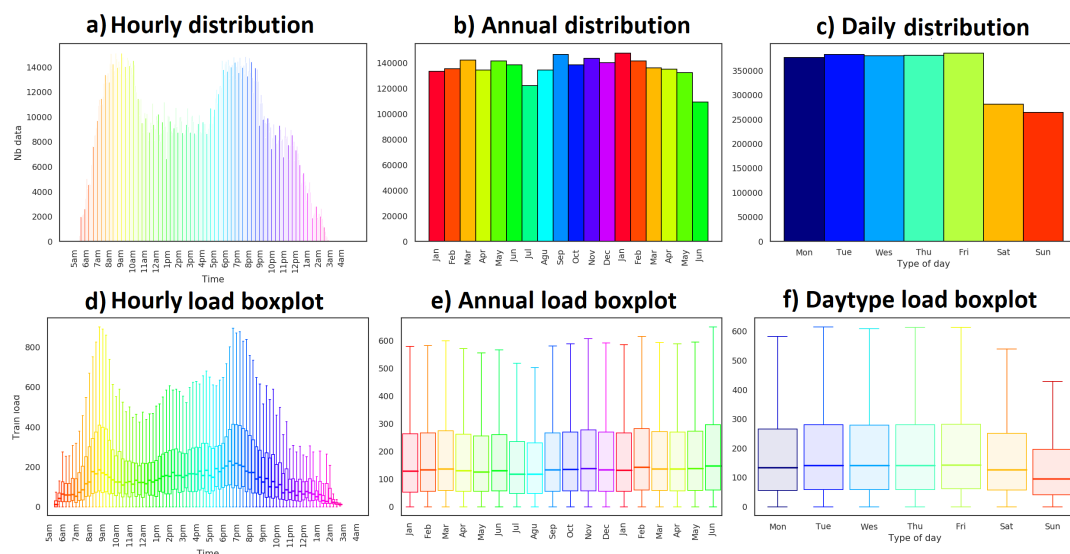 a) Hourly distribution
14000
12000
10000
8000
6000
4000
2000
0
Nb data
5am 6am 7am 8am 9am 10am 11am 12am 1pm 2pm 3pm 4pm 5pm 6pm 7pm 8pm 9pm 10pm 11pm 12pm 1am 2am 3am 4am
Time
b) Annual distribution
140000
120000
100000
80000
60000
40000
20000
0
Jan Feb Mar Apr May Jun Jul Agu Sep Oct Nov Dec Jan Feb Mar Apr May Jun
c) Daily distribution
350000
300000
250000
200000
150000
100000
50000
0
Mon Tue Wes Thu Fri Sat Sun
Type of day
d) Hourly load boxplot
800
600
400
200
0
Train load
5am 6am 7am 8am 9am 10am 11am 12am 1pm 2pm 3pm 4pm 5pm 6pm 7pm 8pm 9pm 10pm 11pm 12pm 1am 2am 3am 4am
Time
e) Annual load boxplot
600
500
400
300
200
100
0
Jan Feb Mar Apr May Jun Jul Agu Sep Oct Nov Dec Jan Feb Mar Apr May Jun
f) Daytype load boxplot
600
500
400
300
200
100
0
Mon Tue Wes Thu Fri Sat Sun
Type of day